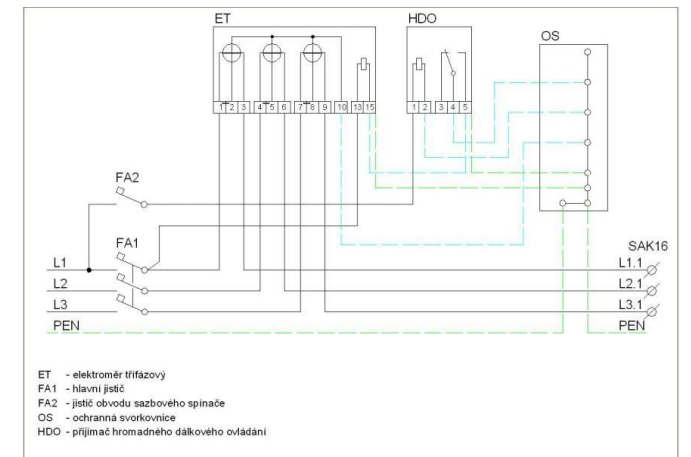 ET HDO
OS
1 2 3 4 5 6 7 8 9 10 13 15 1 2 3 4 5
FA2
FA1 SAK16
L1 L1.1
L2 L2.1
L3 L3.1
PEN PEN
ET - elektroměr třífázový
FA1 - hlavní jistič
FA2 - jistič obvodu sazbového spínače
OS - ochranná svorkovnice
HDO - přijímač hromadného dálkového ovládání